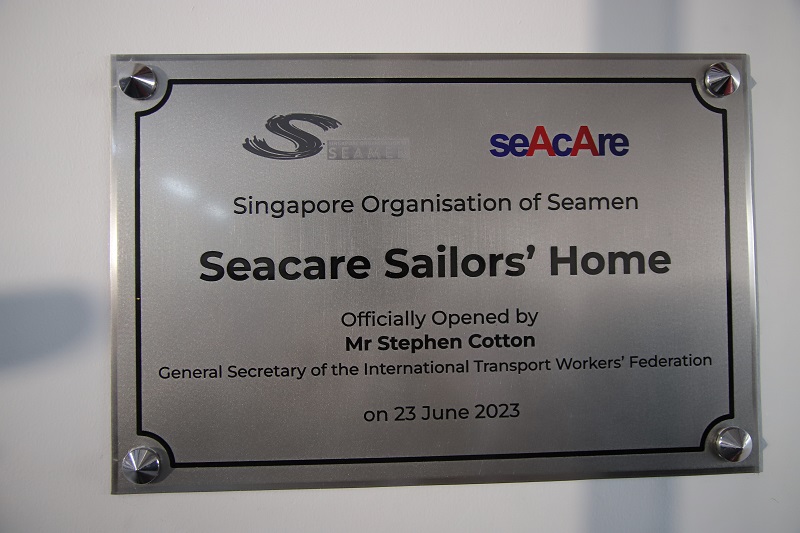 S
SEAMEN
seAcAre
Singapore Organisation of Seamen
Seacare Sailors’ Home
Officially Opened by
Mr Stephen Cotton
General Secretary of the International Transport Workers’ Federation
on 23 June 2023